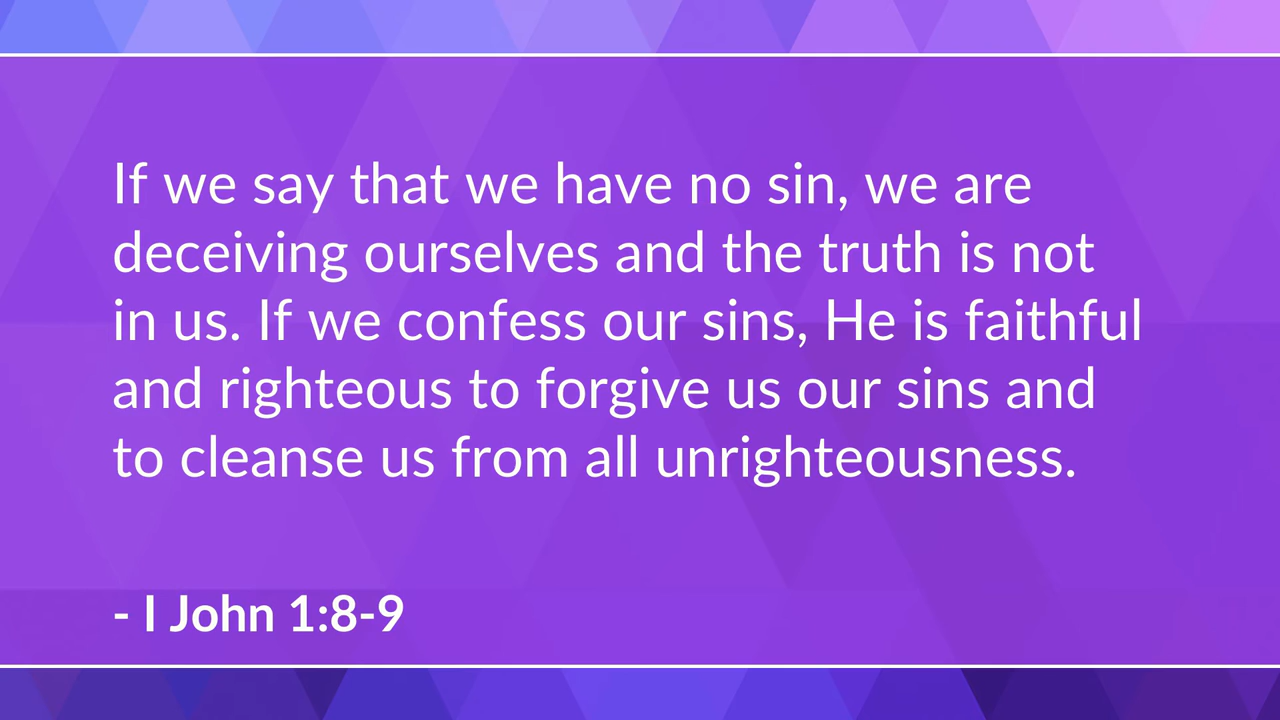 If we say that we have no sin, we are
deceiving ourselves and the truth is not
in us. If we confess our sins, He is faithful
and righteous to forgive us our sins and
to cleanse us from all unrighteousness.
- I John 1:8-9